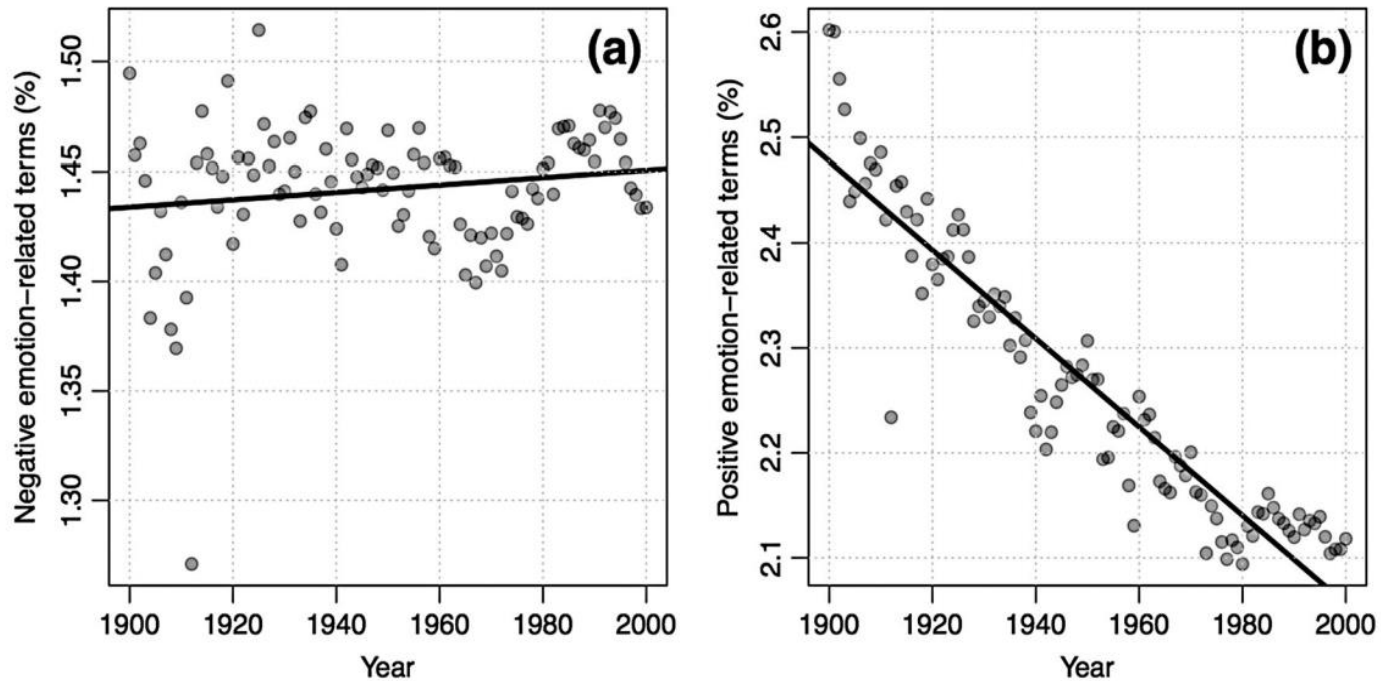 (a)
Negative emotion-related terms (%)
1.50
1.45
1.40
1.35
1.30
1900 1920 1940 1960 1980 2000
Year
(b)
Positive emotion-related terms (%)
2.6
2.5
2.4
2.3
2.2
2.1
1900 1920 1940 1960 1980 2000
Year